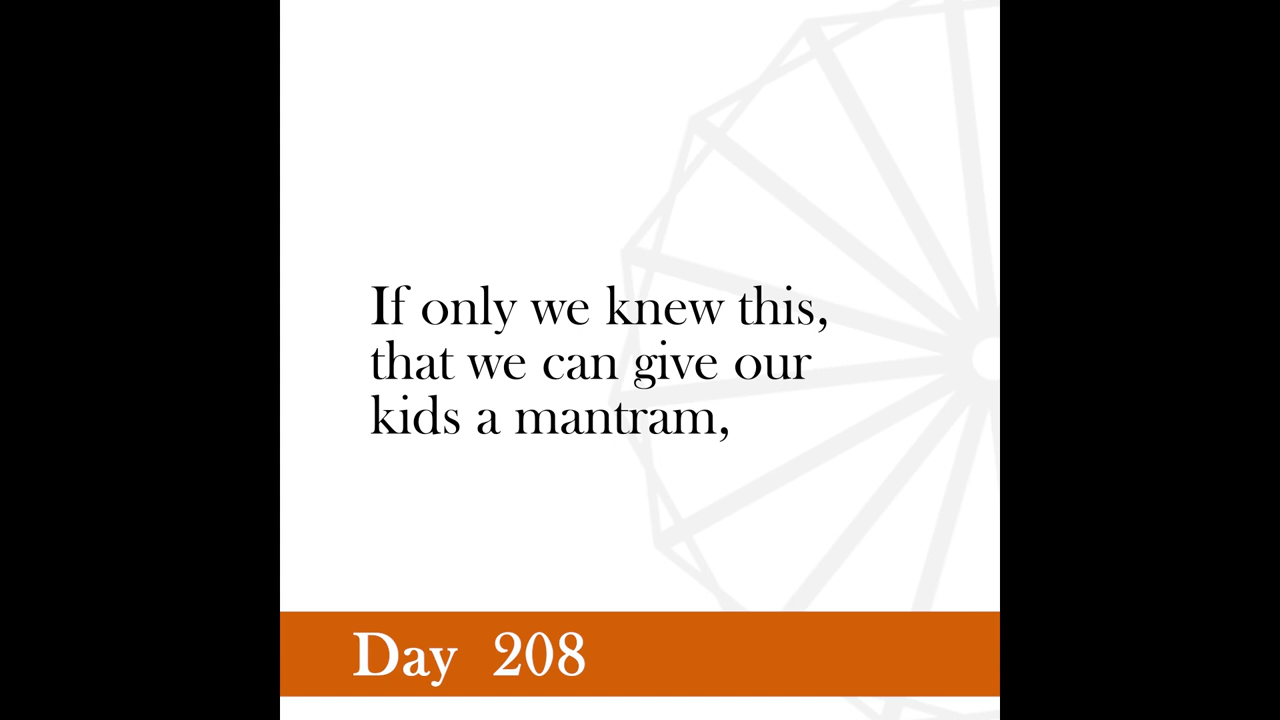 If only we knew this,
that we can give our
kids a mantram,
Day 208